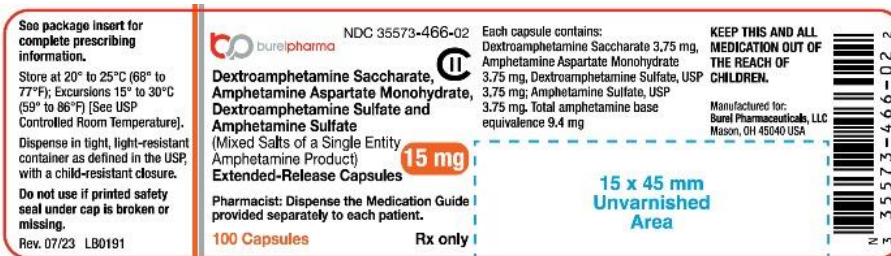 See package insert for
complete prescribing
information.
Store at 20° to 25°C (68° to
77°F); Excursions 15° to 30°C
(59° to 86°F) [See USP
Controlled Room Temperature].
Dispense in tight, light-resistant
container as defined in the USP,
with a child-resistant closure.
Do not use if printed safety
seal under cap is broken or
missing.
Rev. 07/23 LB0191
NDC 35573-466-02
burelpharma
CII
Dextroamphetamine Saccharate,
Amphetamine Aspartate Monohydrate,
Dextroamphetamine Sulfate and
Amphetamine Sulfate
(Mixed Salts of a Single Entity
Amphetamine Product)
15 mg
Extended-Release Capsules
Pharmacist: Dispense the Medication Guide
provided separately to each patient.
100 Capsules Rx only
Each capsule contains:
Dextroamphetamine Saccharate 3.75 mg,
Amphetamine Aspartate Monohydrate
3.75 mg, Dextroamphetamine Sulfate, USP
3.75 mg; Amphetamine Sulfate, USP
3.75 mg. Total amphetamine base
equivalence 9.4 mg
KEEP THIS AND ALL
MEDICATION OUT OF
THE REACH OF
CHILDREN.
Manufactured for:
Burel Pharmaceuticals, LLC
Mason, OH 45040 USA
15 x 45 mm
Unvarnished
Area
N 3 35573-466-02 2